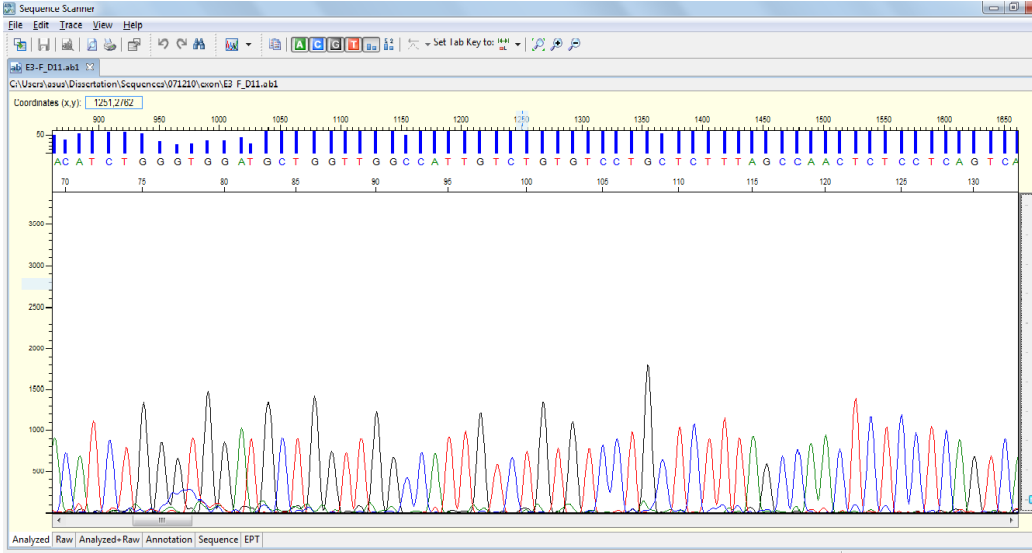 Sequence Scanner
File Edit Trace View Help
A C G T Set Tab Key to:
ab E3-F_D11.ab1
C:\Users\asus\Dissertation\Sequences\071210\exon\E3 F_D11.ab1
Coordinates (x,y): 1251,2762
900 950 1000 1050 1100 1150 1200 1250 1300 1350 1400 1450 1500 1550 1600 1650
50
A C A T C T G G G T G G A T G C T G G T T G G C C A T T G T C T G T G T C C T G C T C T T T A G C C A A C T C T C C T C A G T C A
70 75 80 85 90 95 100 105 110 115 120 125 130
3000
3000
2500
2000
1500
1000
500
Analyzed Raw Analyzed+Raw Annotation Sequence EPT